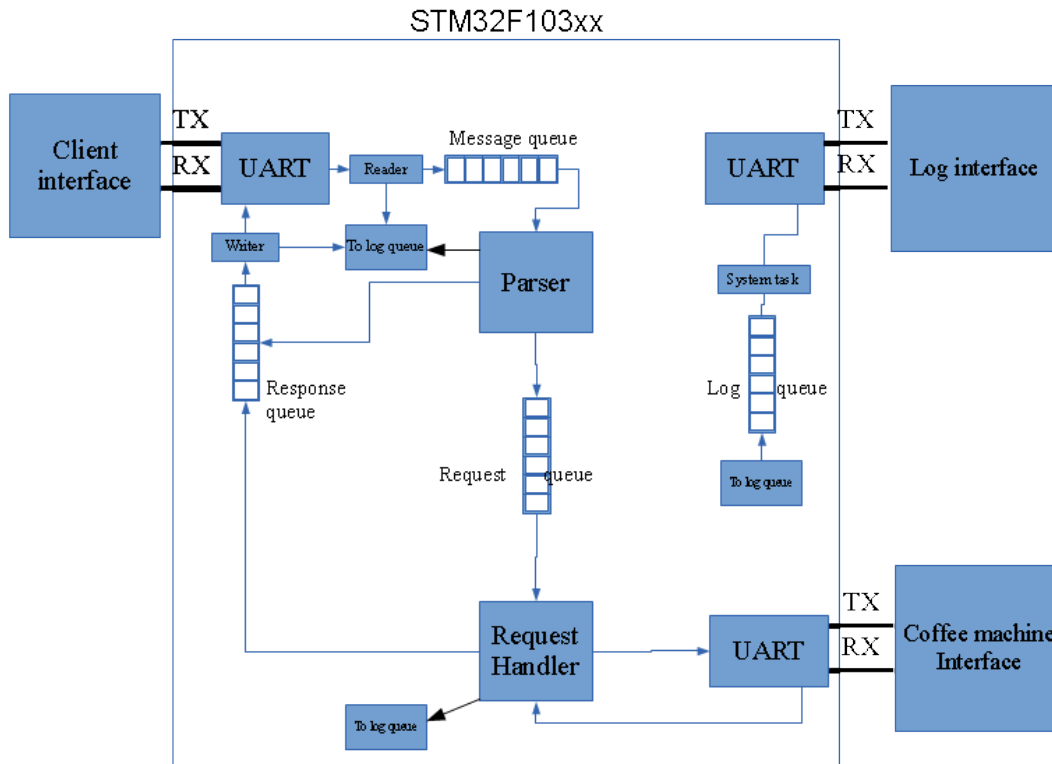 STM32F103xx
TX
RX
Client
interface
UART
Reader
Message queue
Writer
To log queue
Parser
Response
queue
Request queue
Request
Handler
To log queue
UART
TX
RX
Log interface
System task
Log queue
To log queue
UART
TX
RX
Coffee machine
Interface